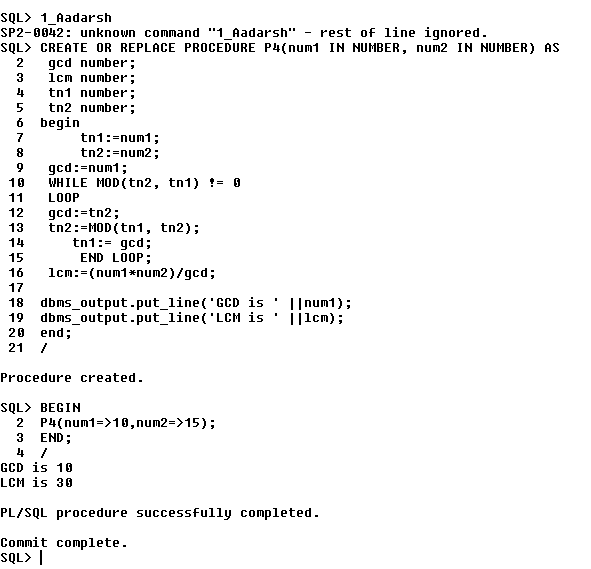 SQL> 1_Aadarsh
SP2-0042: unknown command "1_Aadarsh" - rest of line ignored.
SQL> CREATE OR REPLACE PROCEDURE P4(num1 IN NUMBER, num2 IN NUMBER) AS
2 gcd number;
3 lcm number;
4 tn1 number;
5 tn2 number;
6 begin
7 tn1:=num1;
8 tn2:=num2;
9 gcd:=num1;
10 WHILE MOD(tn2, tn1) != 0
11 LOOP
12 gcd:=tn2;
13 tn2:=MOD(tn1, tn2);
14 tn1:= gcd;
15 END LOOP;
16 lcm:=(num1*num2)/gcd;
17
18 dbms_output.put_line('GCD is ' ||num1);
19 dbms_output.put_line('LCM is ' ||lcm);
20 end;
21 /
Procedure created.
SQL> BEGIN
2 P4(num1=>10,num2=>15);
3 END;
4 /
GCD is 10
LCM is 30
PL/SQL procedure successfully completed.
Commit complete.
SQL>